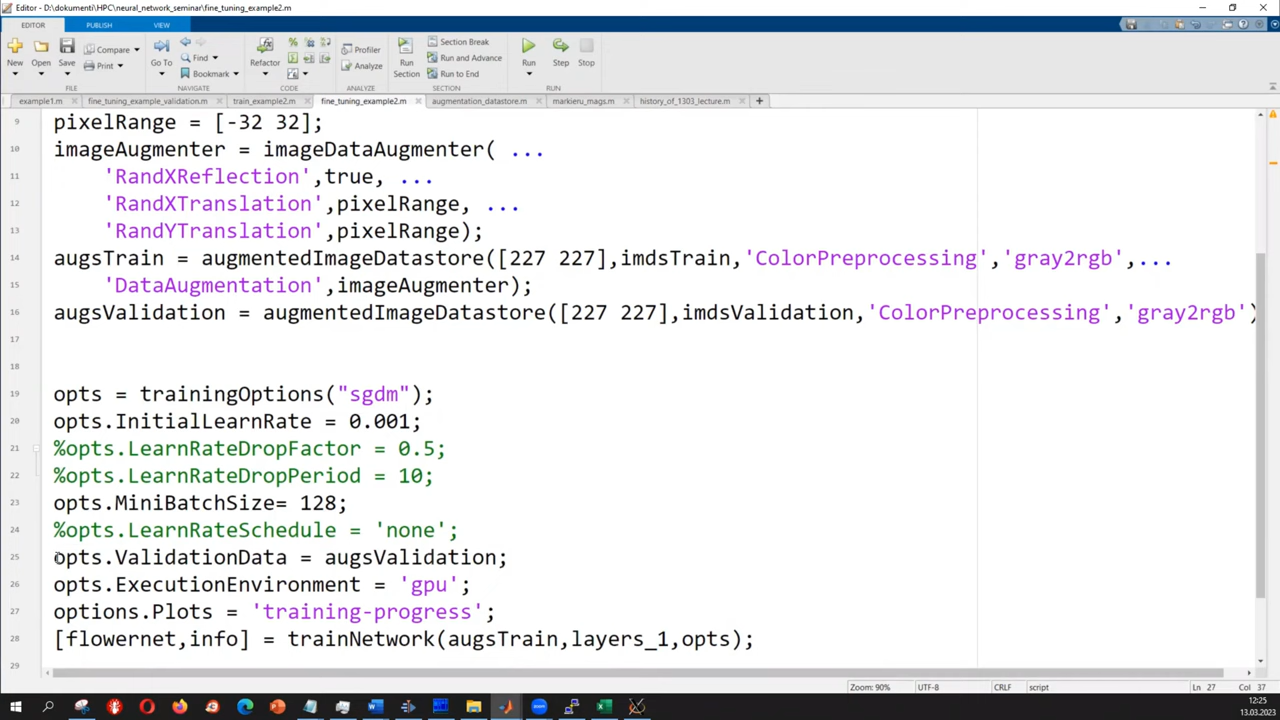 Editor - D:\dokumenti\HPC\neural_network_seminar\fine_tuning_example2.m
EDITOR PUBLISH VIEW
New Open Save Compare Print Go To Find Bookmark Refactor Profiler Analyze Run Section Section Break Run and Advance Run to End Run Step Stop
FILE NAVIGATE CODE ANALYZE SECTION RUN
example1.m fine_tuning_example_validation.m train_example2.m fine_tuning_example2.m augmentation_datastore.m markieru_mags.m history_of_1303_lecture.m
9 pixelRange = [-32 32];
10 imageAugmenter = imageDataAugmenter( ...
11 'RandXReflection',true, ...
12 'RandXTranslation',pixelRange, ...
13 'RandYTranslation',pixelRange);
14 augsTrain = augmentedImageDatastore([227 227],imdsTrain,'ColorPreprocessing','gray2rgb',...
15 'DataAugmentation',imageAugmenter);
16 augsValidation = augmentedImageDatastore([227 227],imdsValidation,'ColorPreprocessing','gray2rgb')
17
18
19 opts = trainingOptions("sgdm");
20 opts.InitialLearnRate = 0.001;
21 %opts.LearnRateDropFactor = 0.5;
22 %opts.LearnRateDropPeriod = 10;
23 opts.MiniBatchSize= 128;
24 %opts.LearnRateSchedule = 'none';
25 opts.ValidationData = augsValidation;
26 opts.ExecutionEnvironment = 'gpu';
27 options.Plots = 'training-progress';
28 [flowernet,info] = trainNetwork(augsTrain,layers_1,opts);
29
Zoom: 90% UTF-8 CRLF script Ln 27 Col 37
12:25
13.03.2023